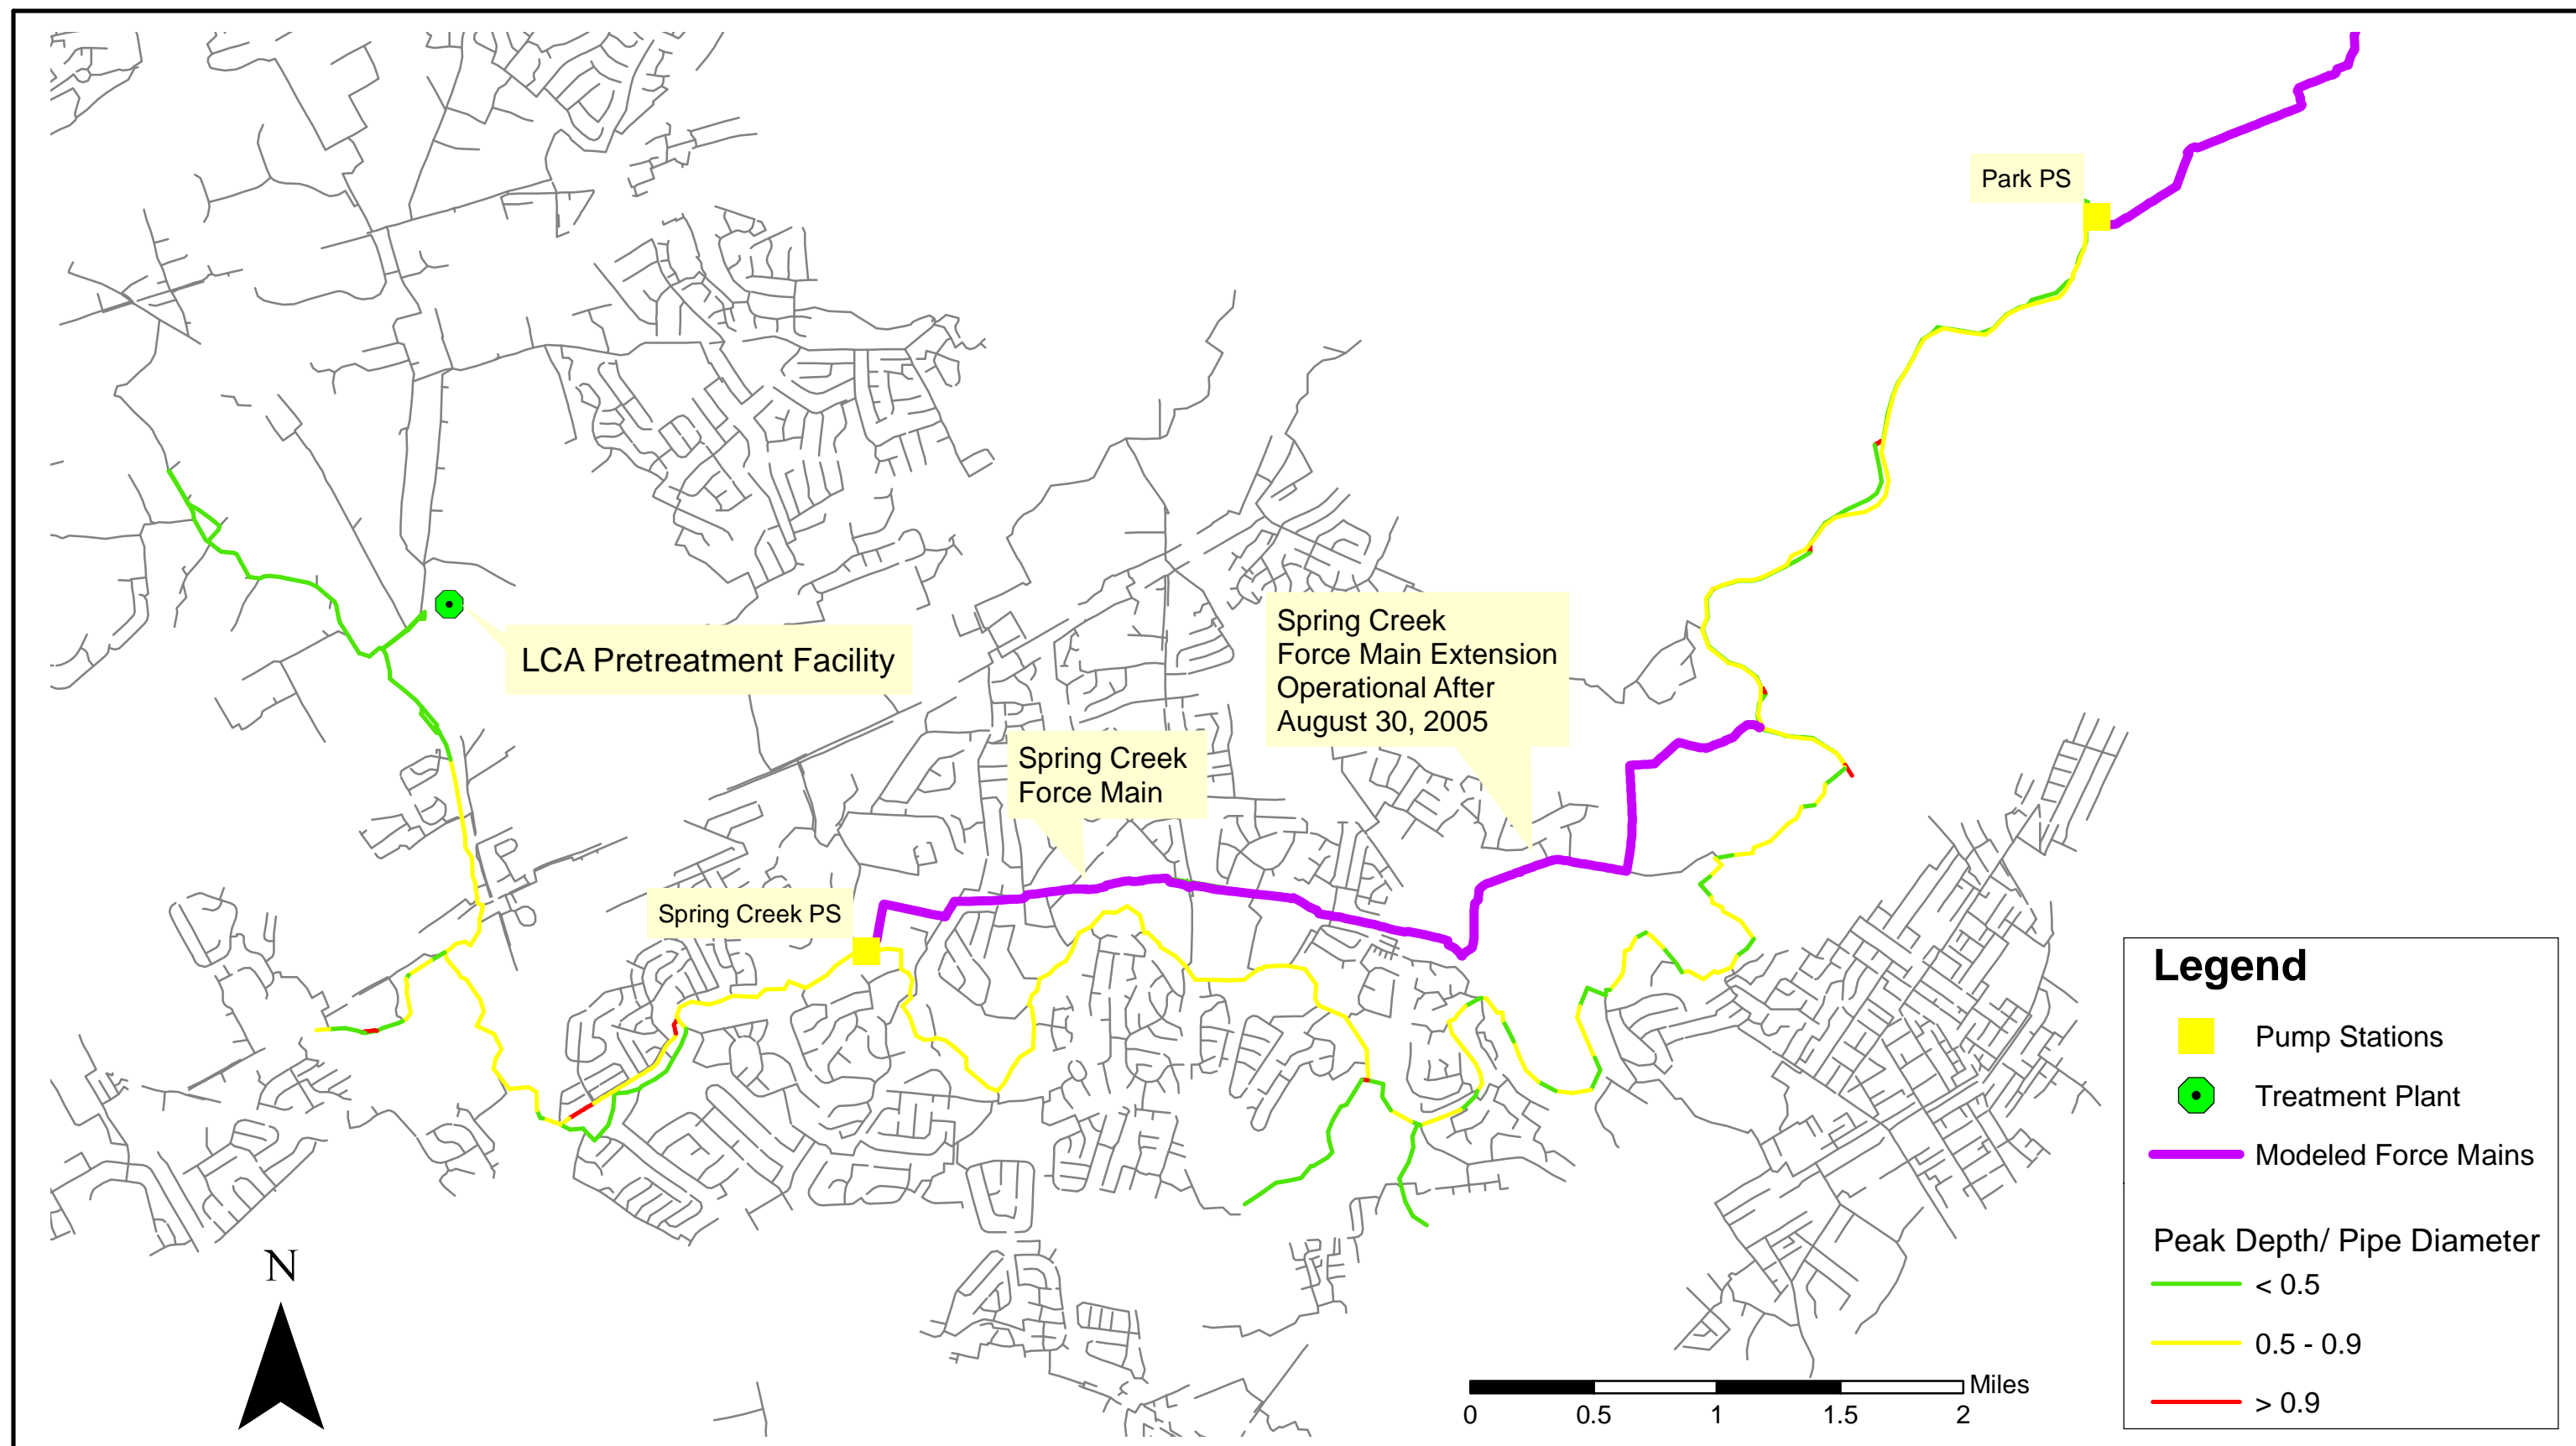 Park PS
LCA Pretreatment Facility
Spring Creek
Force Main Extension
Operational After
August 30, 2005
Spring Creek
Force Main
Spring Creek PS
N
Legend
Pump Stations
Treatment Plant
Modeled Force Mains
Peak Depth/ Pipe Diameter
< 0.5
0.5 - 0.9
> 0.9
Miles
0 0.5 1 1.5 2